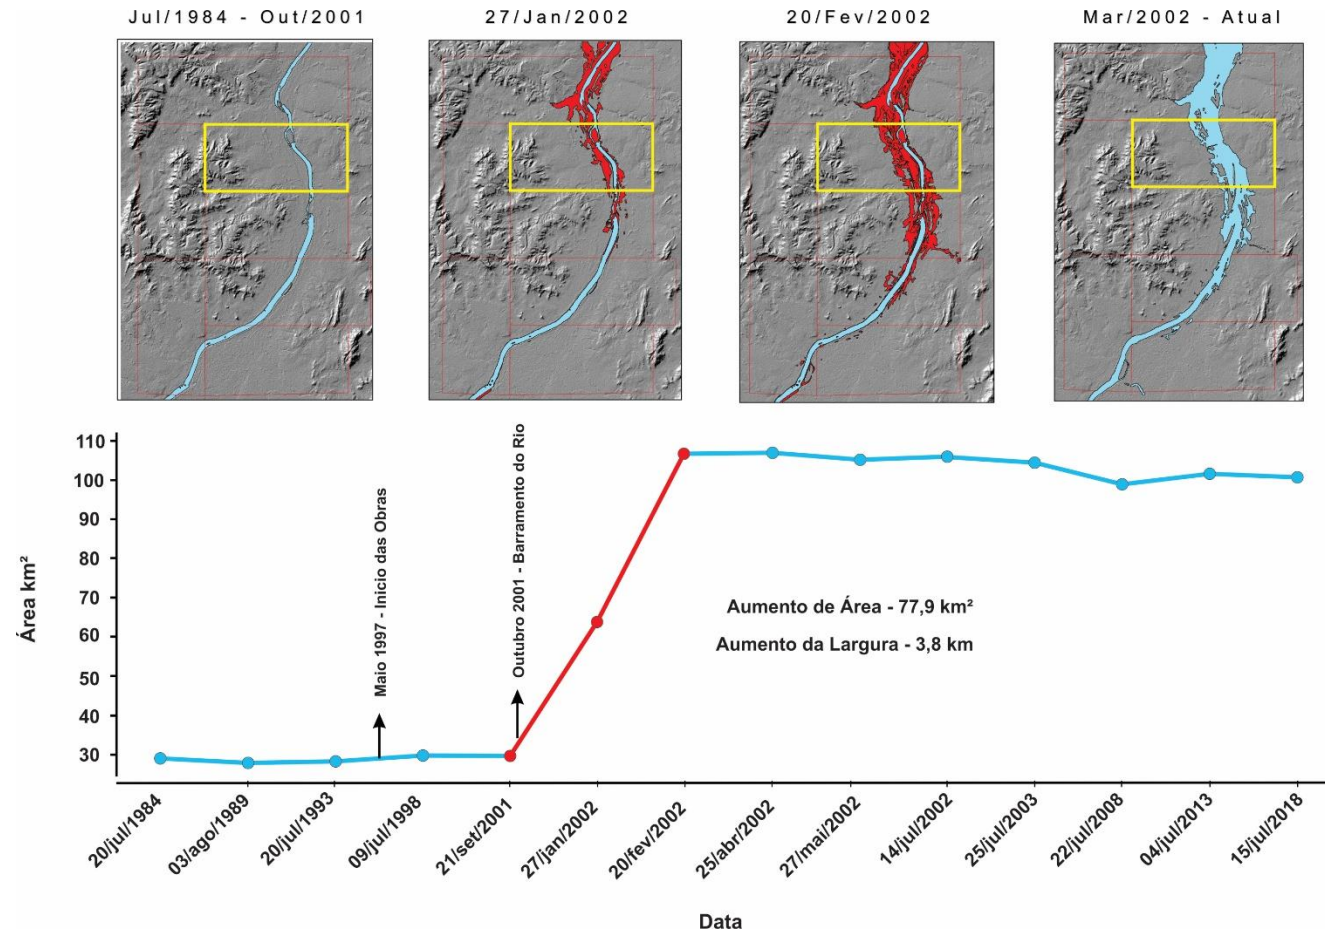 Jul/1984 - Out/2001
27/Jan/2002
20/Fev/2002
Mar/2002 - Atual
Área km²
110
100
90
80
70
60
50
40
30
Maio 1997 - Inicio das Obras
Outubro 2001 - Barramento do Rio
Aumento de Área - 77,9 km²
Aumento da Largura - 3,8 km
20/jul/1984
03/ago/1989
20/jul/1993
09/jul/1998
21/set/2001
27/jan/2002
20/fev/2002
25/abr/2002
27/mai/2002
14/jul/2002
25/jul/2003
22/jul/2008
04/jul/2013
15/jul/2018
Data